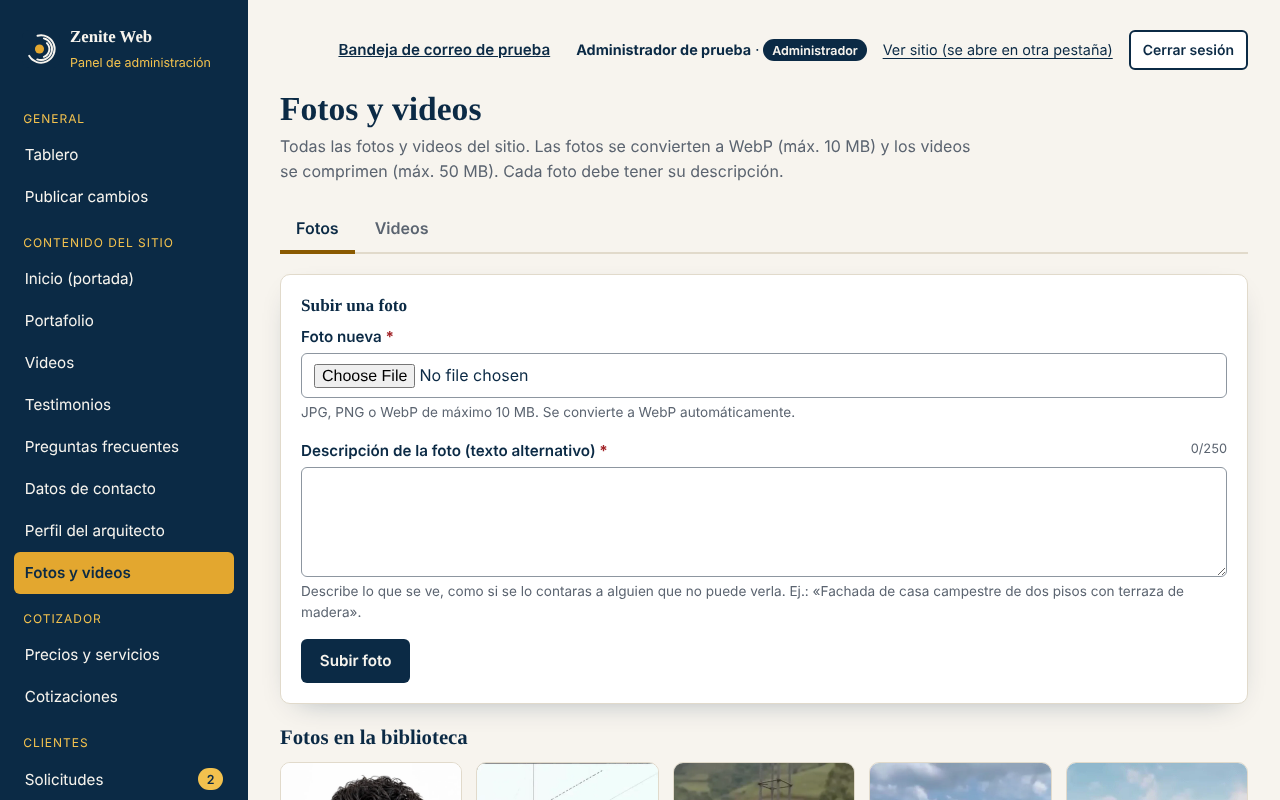 Zenite Web
Panel de administración
GENERAL
Tablero
Publicar cambios
CONTENIDO DEL SITIO
Inicio (portada)
Portafolio
Videos
Testimonios
Preguntas frecuentes
Datos de contacto
Perfil del arquitecto
Fotos y videos
COTIZADOR
Precios y servicios
Cotizaciones
CLIENTES
Solicitudes 2
Bandeja de correo de prueba Administrador de prueba · Administrador Ver sitio (se abre en otra pestaña) Cerrar sesión
Fotos y videos
Todas las fotos y videos del sitio. Las fotos se convierten a WebP (máx. 10 MB) y los videos
se comprimen (máx. 50 MB). Cada foto debe tener su descripción.
Fotos Videos
Subir una foto
Foto nueva *
Choose File No file chosen
JPG, PNG o WebP de máximo 10 MB. Se convierte a WebP automáticamente.
Descripción de la foto (texto alternativo) * 0/250
Describe lo que se ve, como si se lo contaras a alguien que no puede verla. Ej.: «Fachada de casa campestre de dos pisos con terraza de
madera».
Subir foto
Fotos en la biblioteca